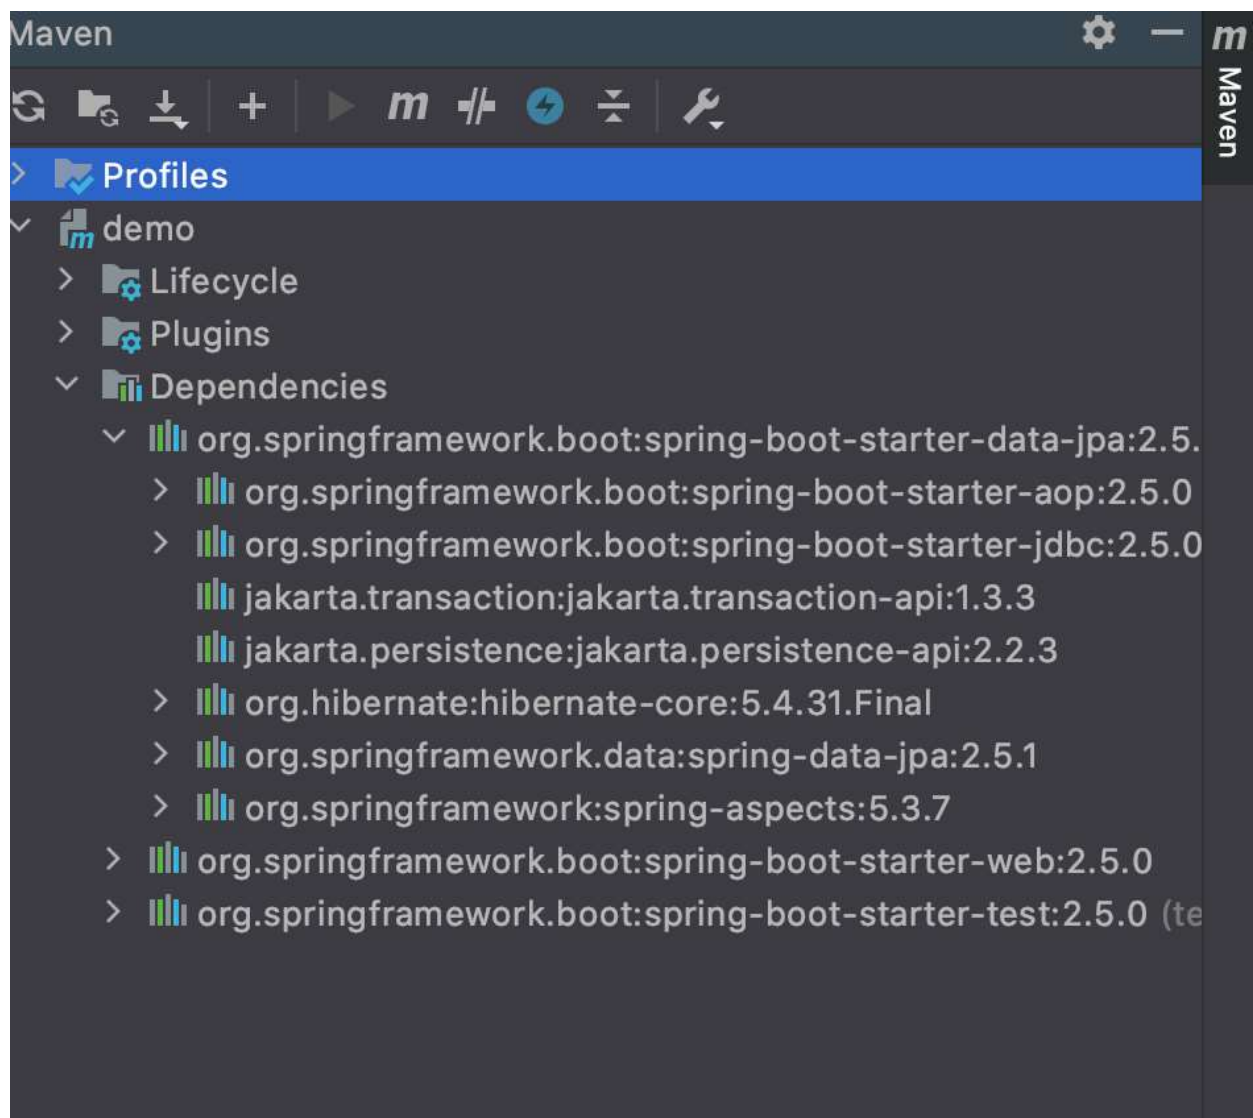 Maven
m
Maven
m
Profiles
demo
Lifecycle
Plugins
Dependencies
org.springframework.boot:spring-boot-starter-data-jpa:2.5.
org.springframework.boot:spring-boot-starter-aop:2.5.0
org.springframework.boot:spring-boot-starter-jdbc:2.5.0
jakarta.transaction:jakarta.transaction-api:1.3.3
jakarta.persistence:jakarta.persistence-api:2.2.3
org.hibernate:hibernate-core:5.4.31.Final
org.springframework.data:spring-data-jpa:2.5.1
org.springframework:spring-aspects:5.3.7
org.springframework.boot:spring-boot-starter-web:2.5.0
org.springframework.boot:spring-boot-starter-test:2.5.0 (te